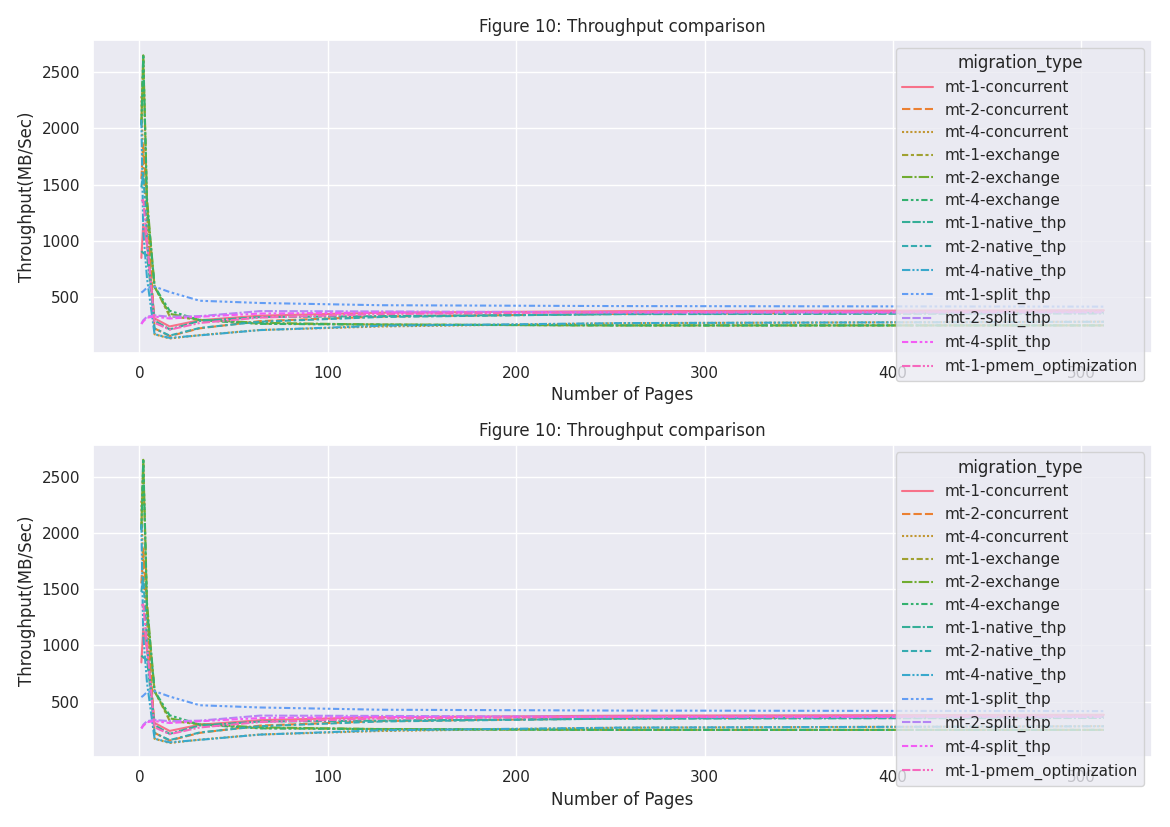 Figure 10: Throughput comparison
Throughput(MB/Sec)
2500
2000
1500
1000
500
migration_type
mt-1-concurrent
mt-2-concurrent
mt-4-concurrent
mt-1-exchange
mt-2-exchange
mt-4-exchange
mt-1-native_thp
mt-2-native_thp
mt-4-native_thp
mt-1-split_thp
mt-2-split_thp
mt-4-split_thp
mt-1-pmem_optimization
0 100 200 300 400 500
Number of Pages
Figure 10: Throughput comparison
Throughput(MB/Sec)
2500
2000
1500
1000
500
migration_type
mt-1-concurrent
mt-2-concurrent
mt-4-concurrent
mt-1-exchange
mt-2-exchange
mt-4-exchange
mt-1-native_thp
mt-2-native_thp
mt-4-native_thp
mt-1-split_thp
mt-2-split_thp
mt-4-split_thp
mt-1-pmem_optimization
0 100 200 300 400 500
Number of Pages